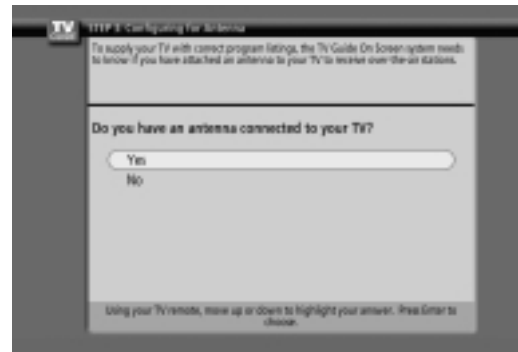 TV
STEP 3: Configuring for Antenna
To supply your TV with correct program listings, the TV Guide On Screen system needs
to know if you have attached an antenna to your TV to receive over-the-air stations.
Do you have an antenna connected to your TV?
Yes
No
Using your TV remote, move up or down to highlight your answer. Press Enter to
choose.